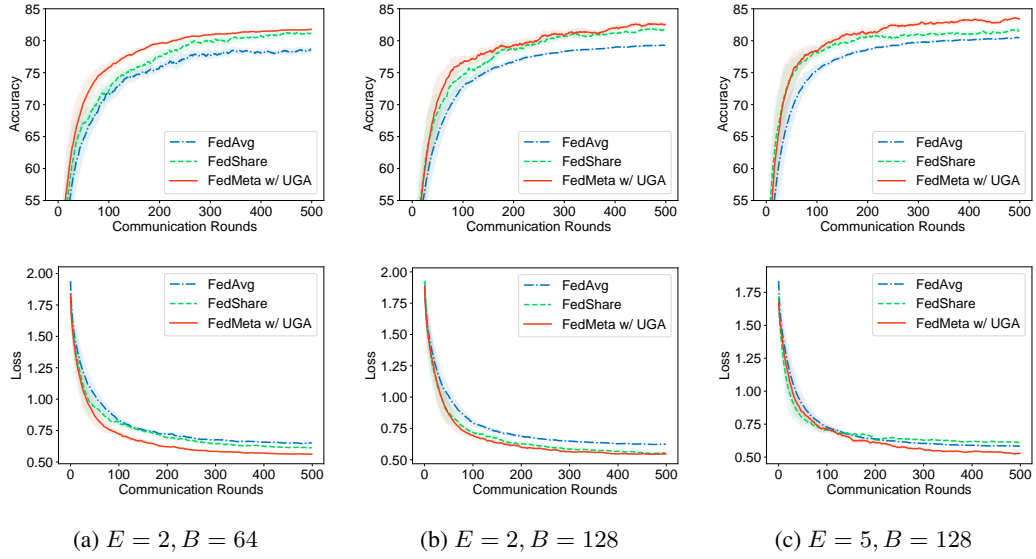 85
80
75
70
65
60
55
Accuracy
FedAvg
FedShare
FedMeta w/ UGA
0 100 200 300 400 500
Communication Rounds
85
80
75
70
65
60
55
Accuracy
FedAvg
FedShare
FedMeta w/ UGA
0 100 200 300 400 500
Communication Rounds
85
80
75
70
65
60
55
Accuracy
FedAvg
FedShare
FedMeta w/ UGA
0 100 200 300 400 500
Communication Rounds
2.00
1.75
1.50
1.25
1.00
0.75
0.50
Loss
FedAvg
FedShare
FedMeta w/ UGA
0 100 200 300 400 500
Communication Rounds
2.00
1.75
1.50
1.25
1.00
0.75
0.50
Loss
FedAvg
FedShare
FedMeta w/ UGA
0 100 200 300 400 500
Communication Rounds
1.75
1.50
1.25
1.00
0.75
0.50
Loss
FedAvg
FedShare
FedMeta w/ UGA
0 100 200 300 400 500
Communication Rounds
(a) E = 2, B = 64
(b) E = 2, B = 128
(c) E = 5, B = 128